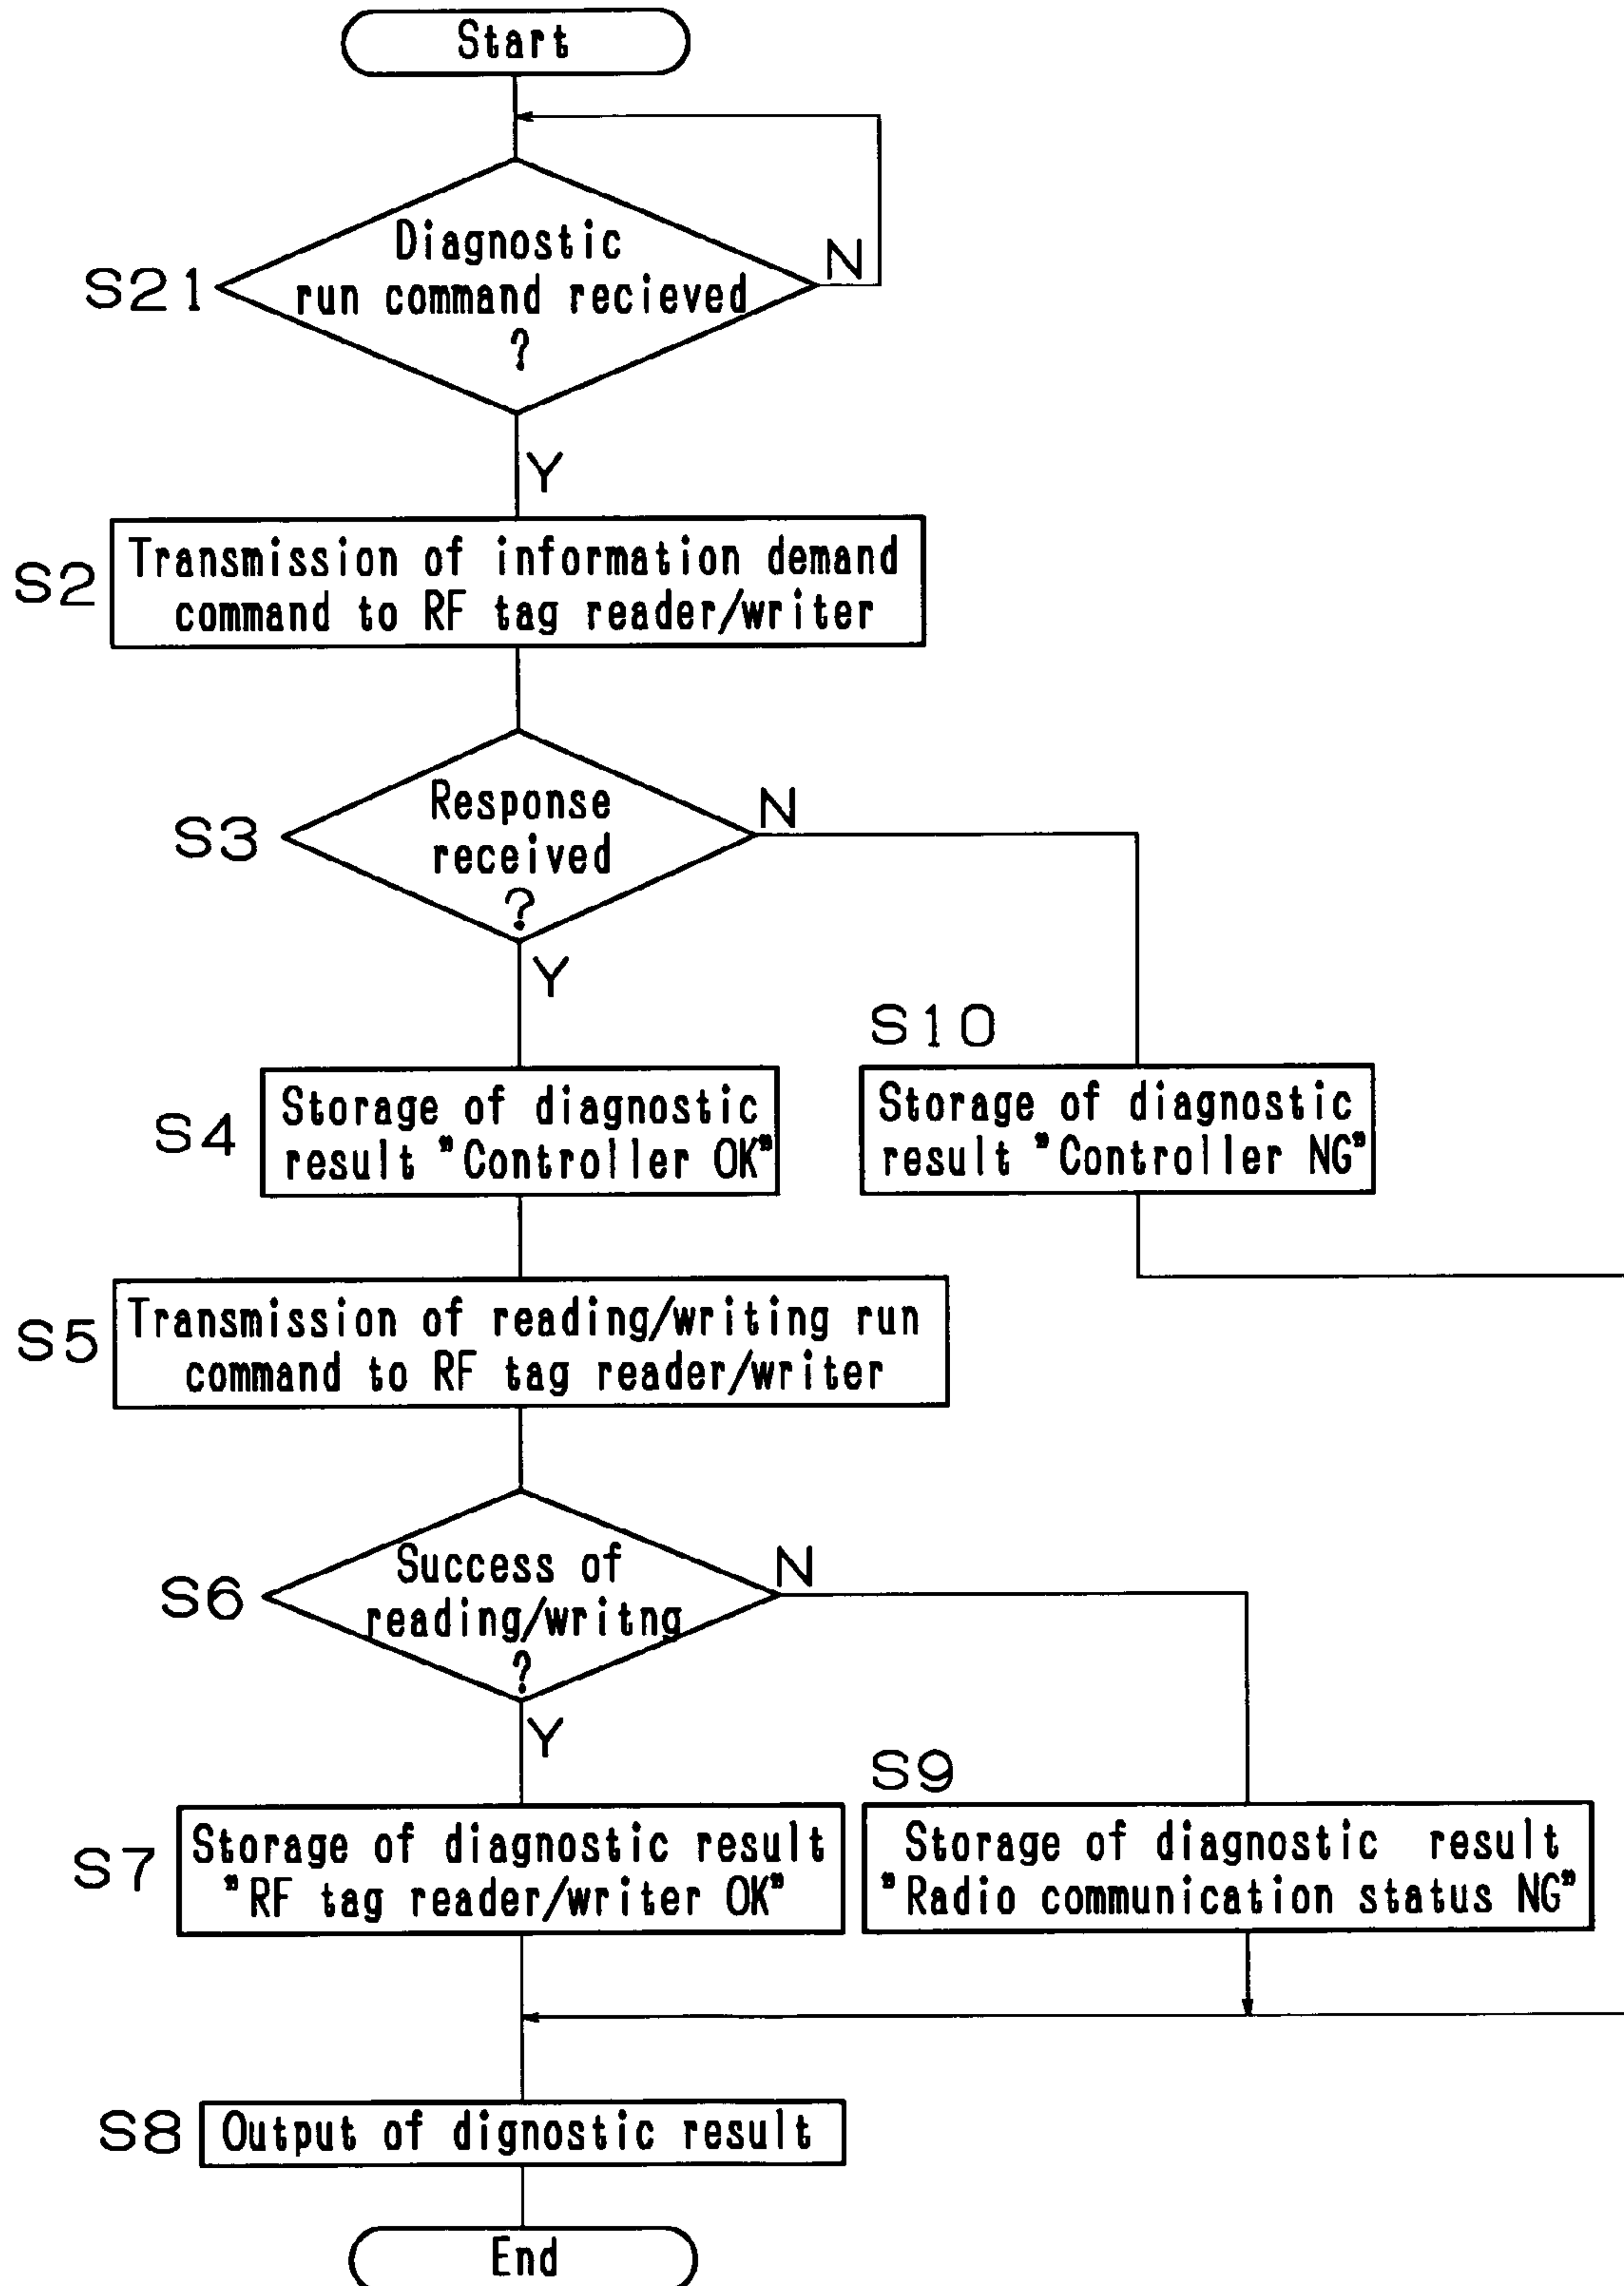 Start
Diagnostic
run command recieved
?
S21
N
Y
S2
Transmission of information demand
command to RF tag reader/writer
S3
Response
received
?
N
Y
S10
S4
Storage of diagnostic
result "Controller OK"
Storage of diagnostic
result "Controller NG"
S5
Transmission of reading/writing run
command to RF tag reader/writer
S6
Success of
reading/writng
?
N
Y
S9
S7
Storage of diagnostic result
"RF tag reader/writer OK"
Storage of diagnostic result
"Radio communication status NG"
S8
Output of dignostic result
End